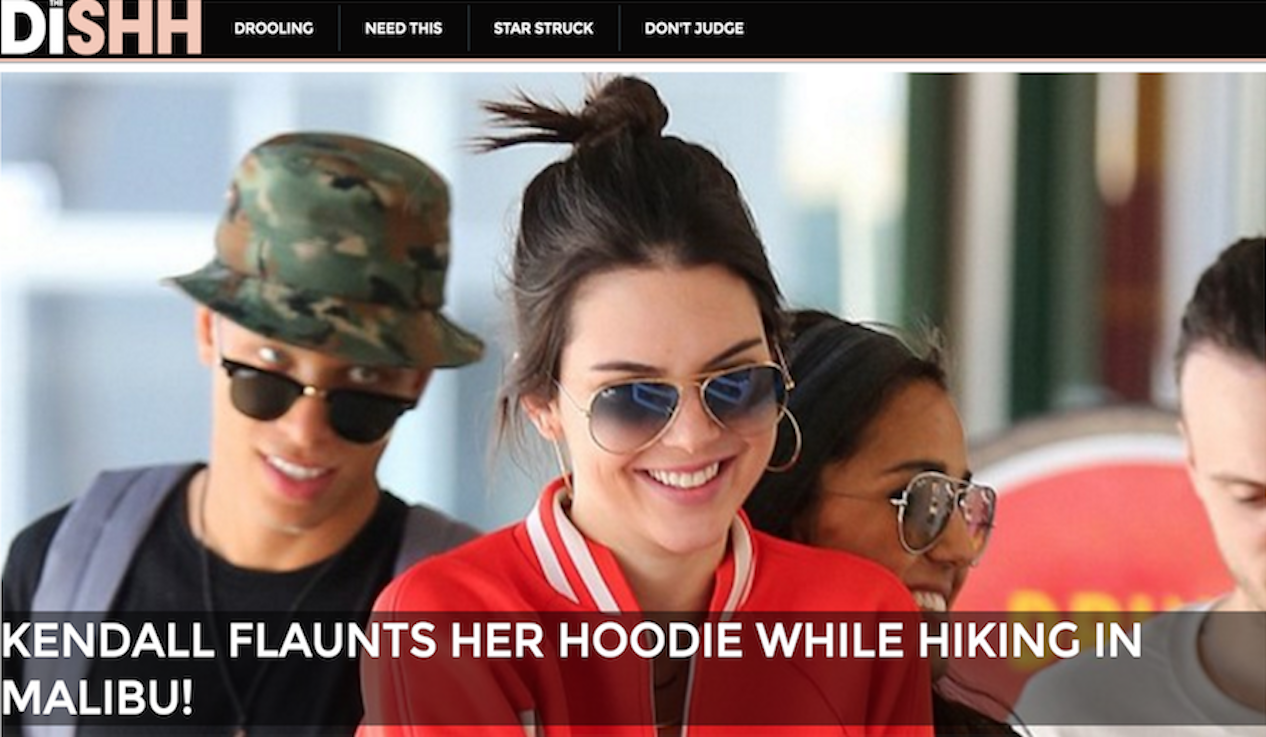 THE
DiSHH
DROOLING
NEED THIS
STAR STRUCK
DON'T JUDGE
KENDALL FLAUNTS HER HOODIE WHILE HIKING IN
MALIBU!